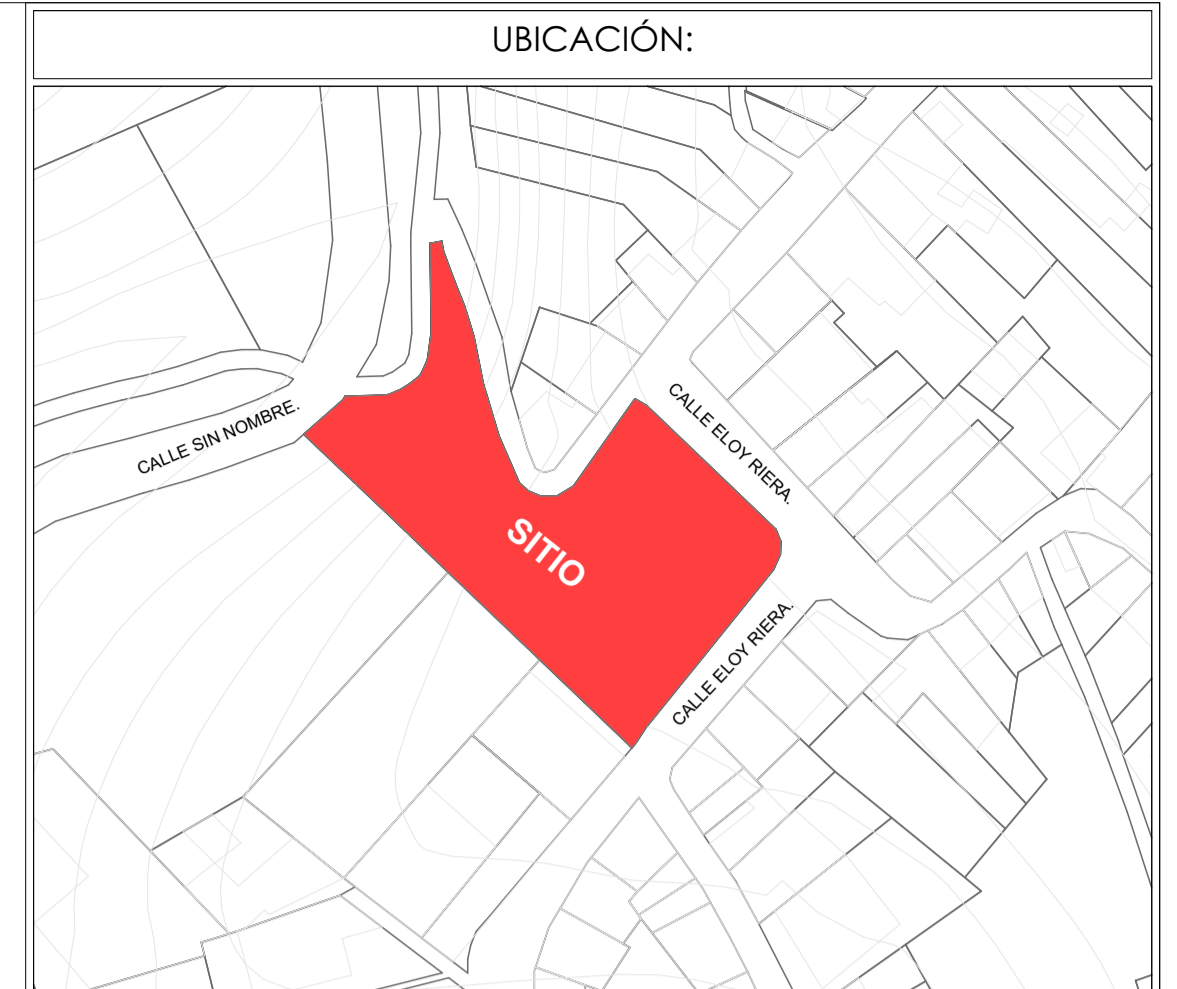 UBICACIÓN:
CALLE ELOY RIERA.
CALLE SIN NOMBRE.
SITIO
CALLE ELOY RIERA.